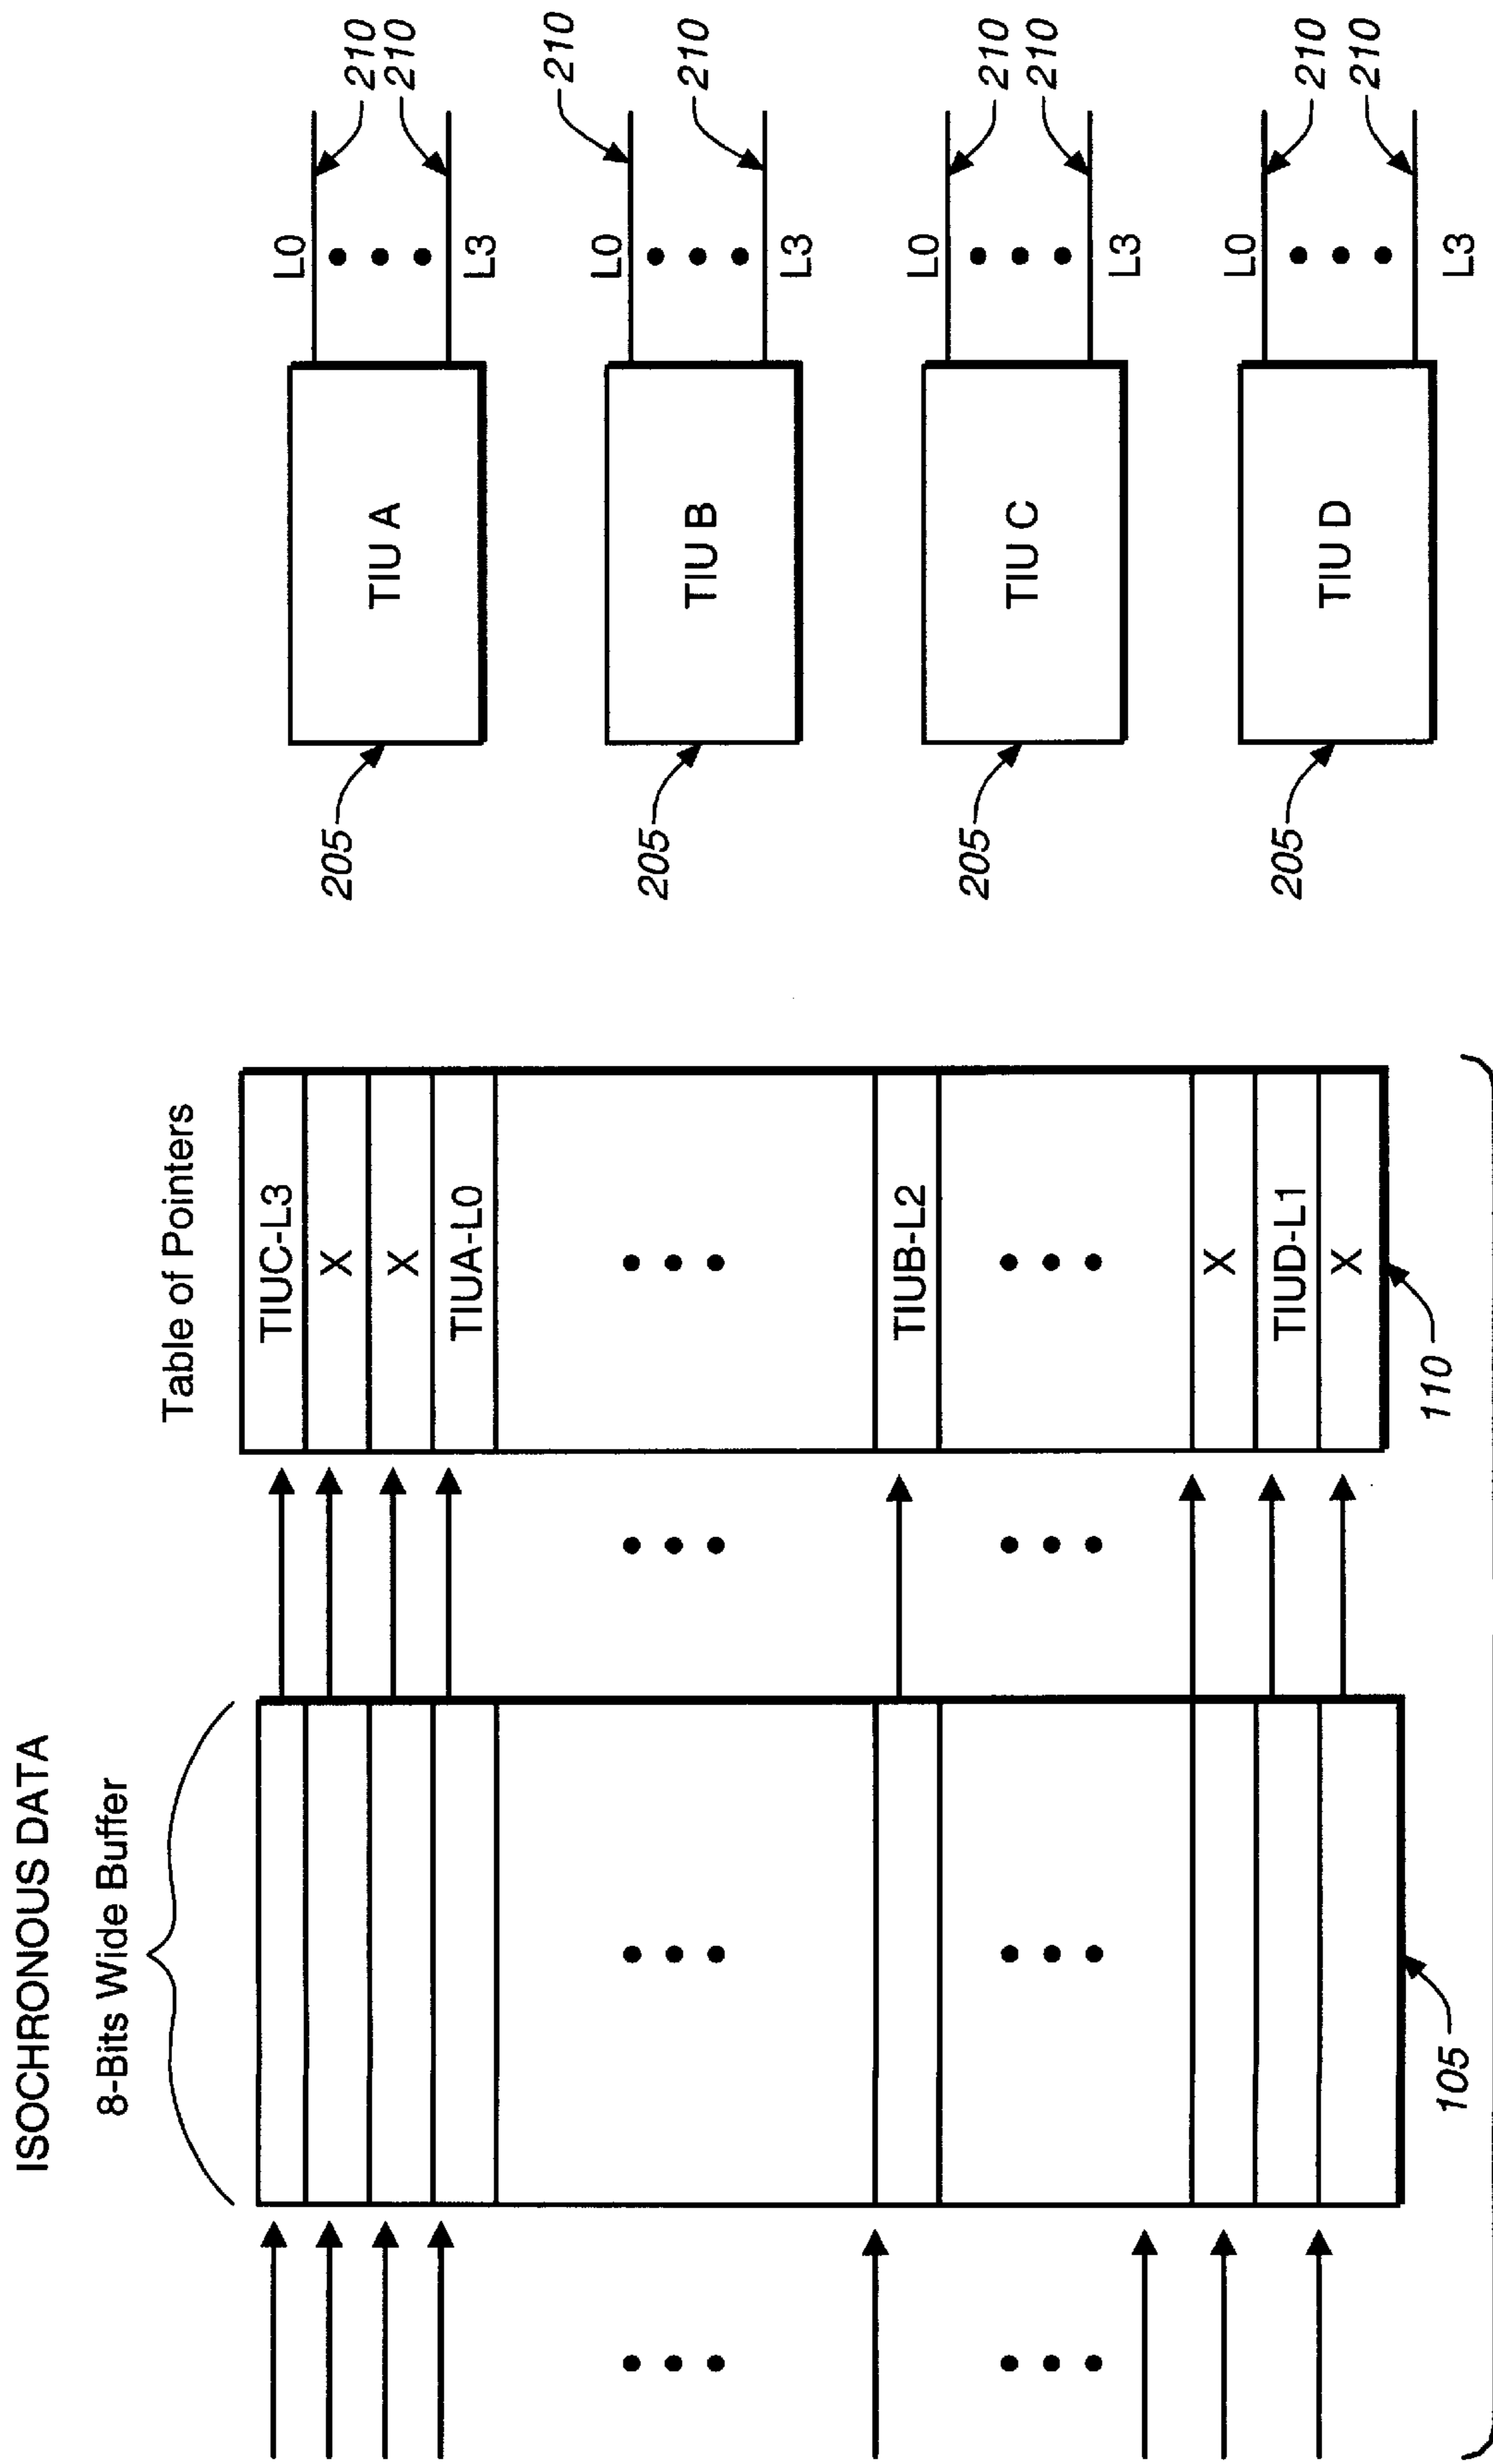 ISOCHRONOUS DATA
8-Bits Wide Buffer
105
Table of Pointers
TIUC-L3
X
X
TIUA-L0
TIUB-L2
X
TIUD-L1
X
110
205
TIU A
L0
L3
210
210
205
TIU B
L0
L3
210
210
205
TIU C
L0
L3
210
210
205
TIU D
L0
L3
210
210